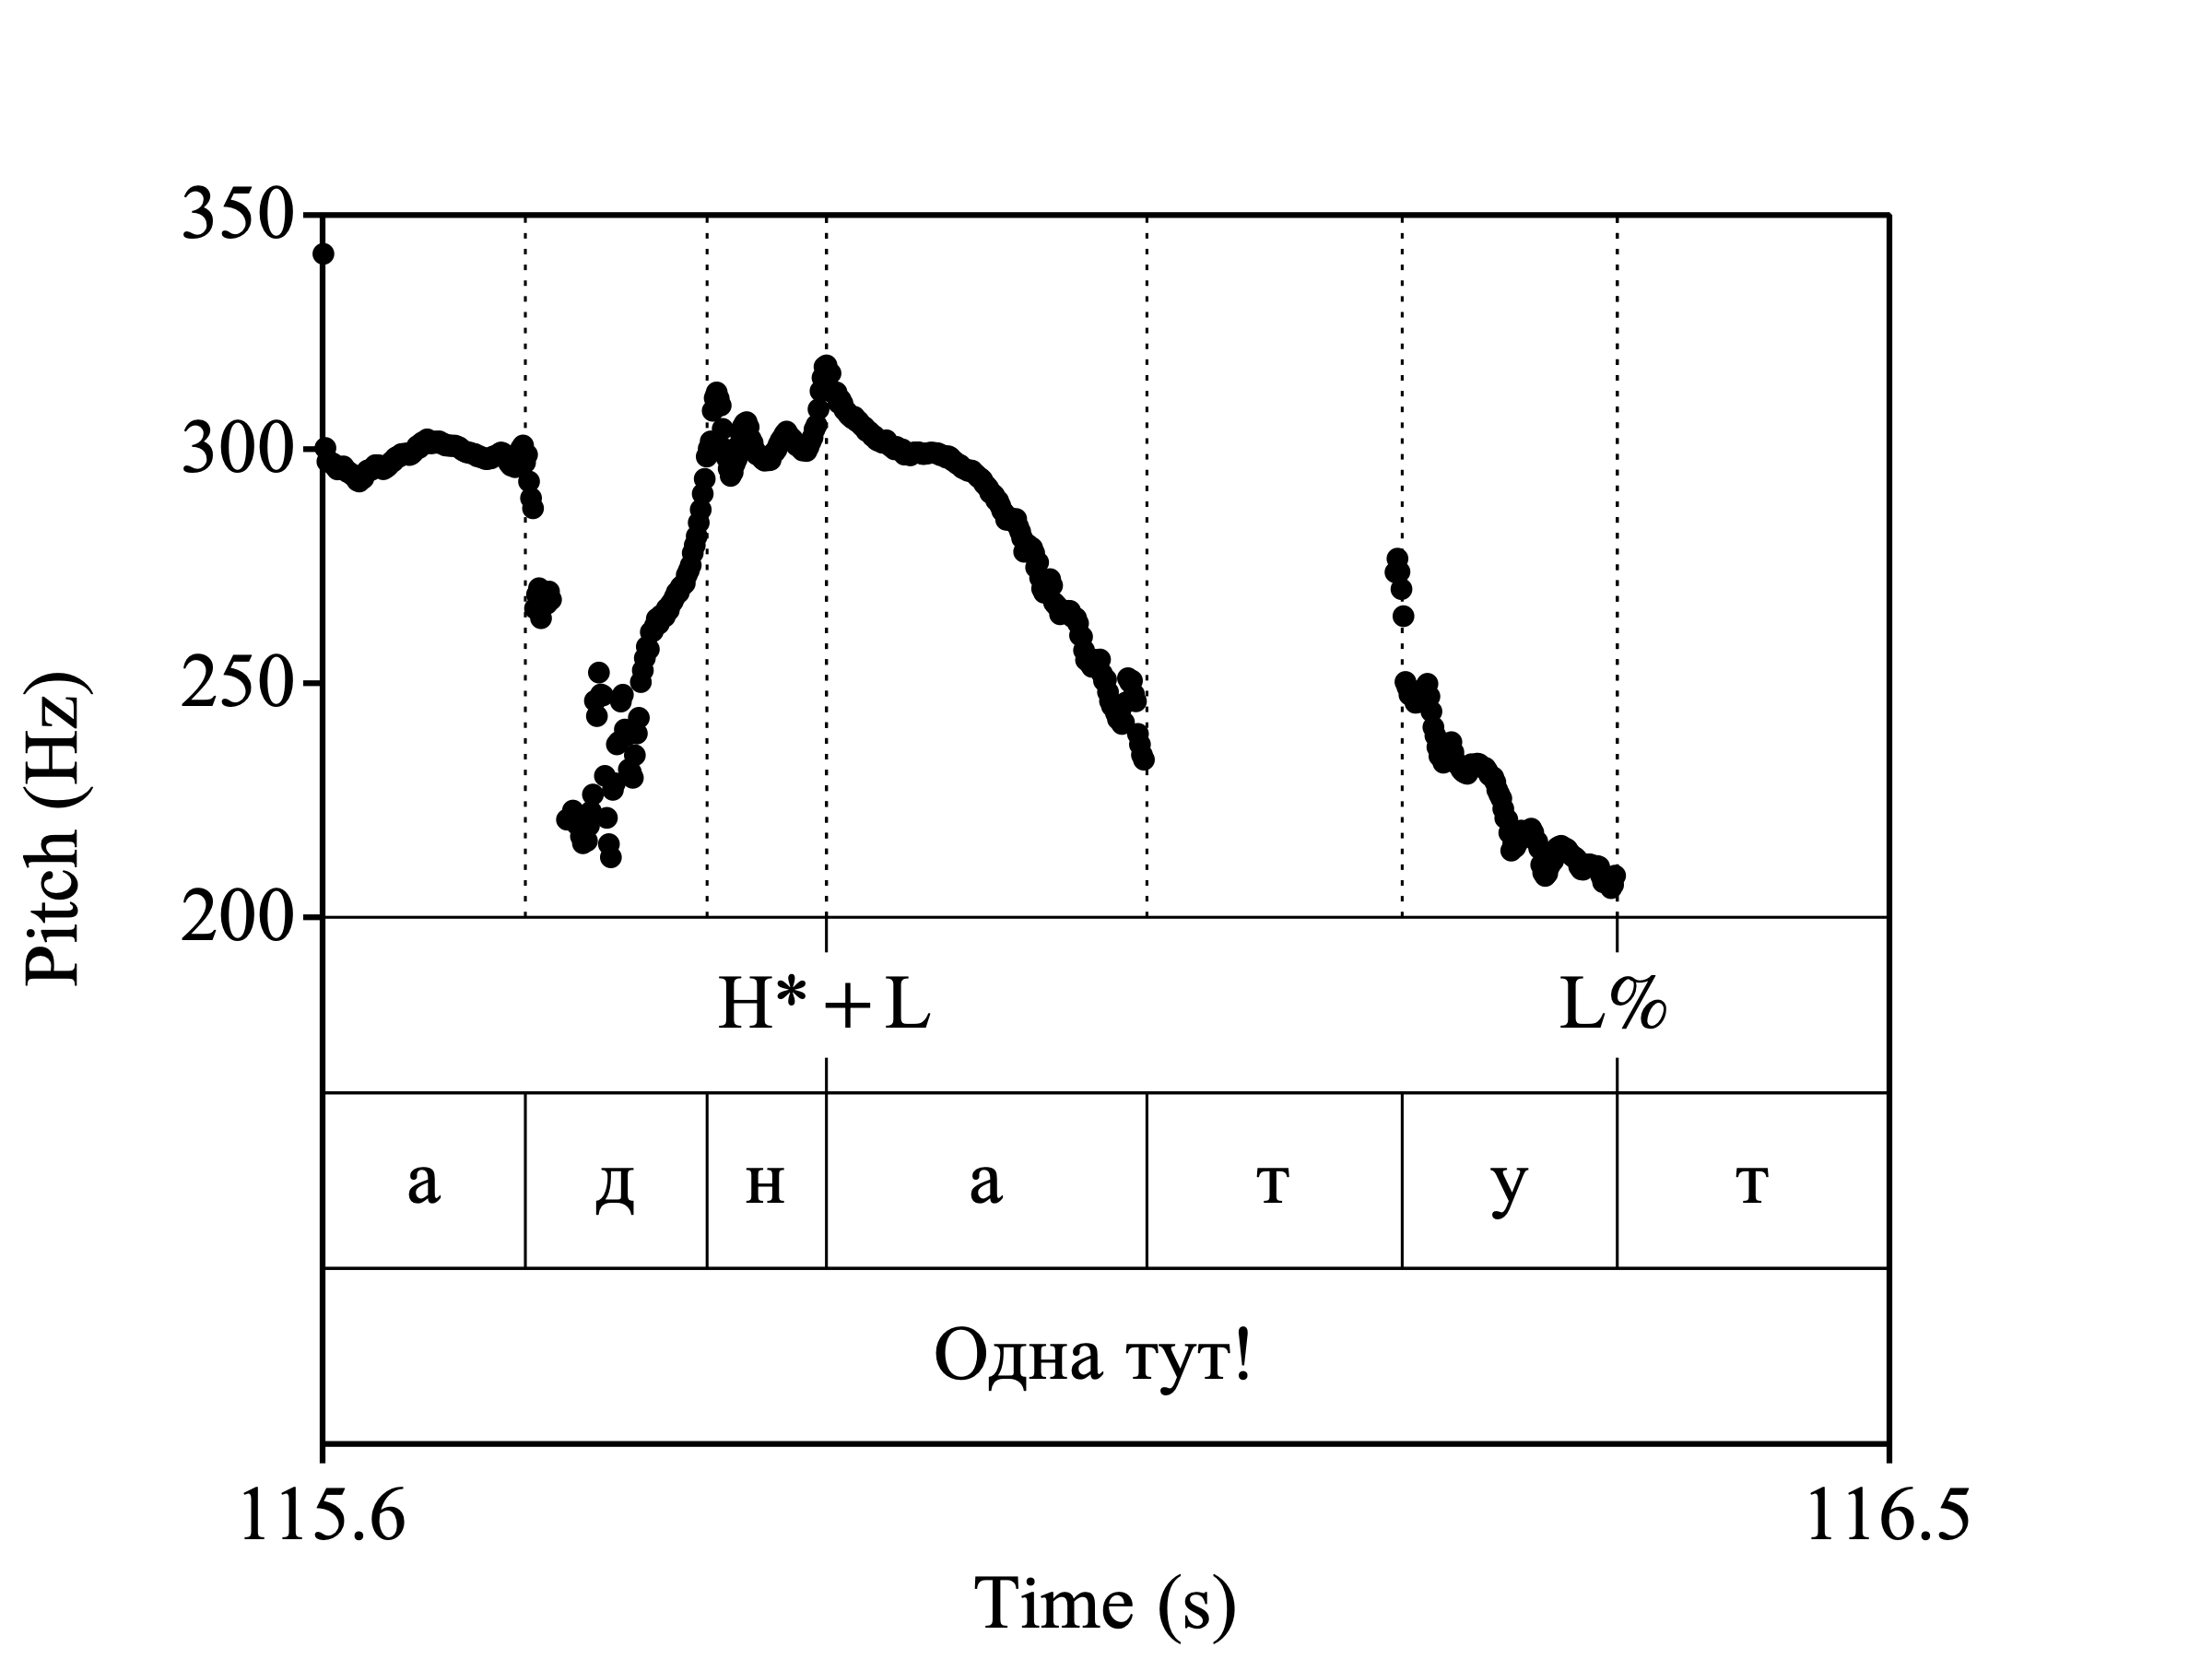 350
300
250
200
Pitch (Hz)
H*+L L%
а д н а т у т
Одна тут!
115.6 116.5
Time (s)